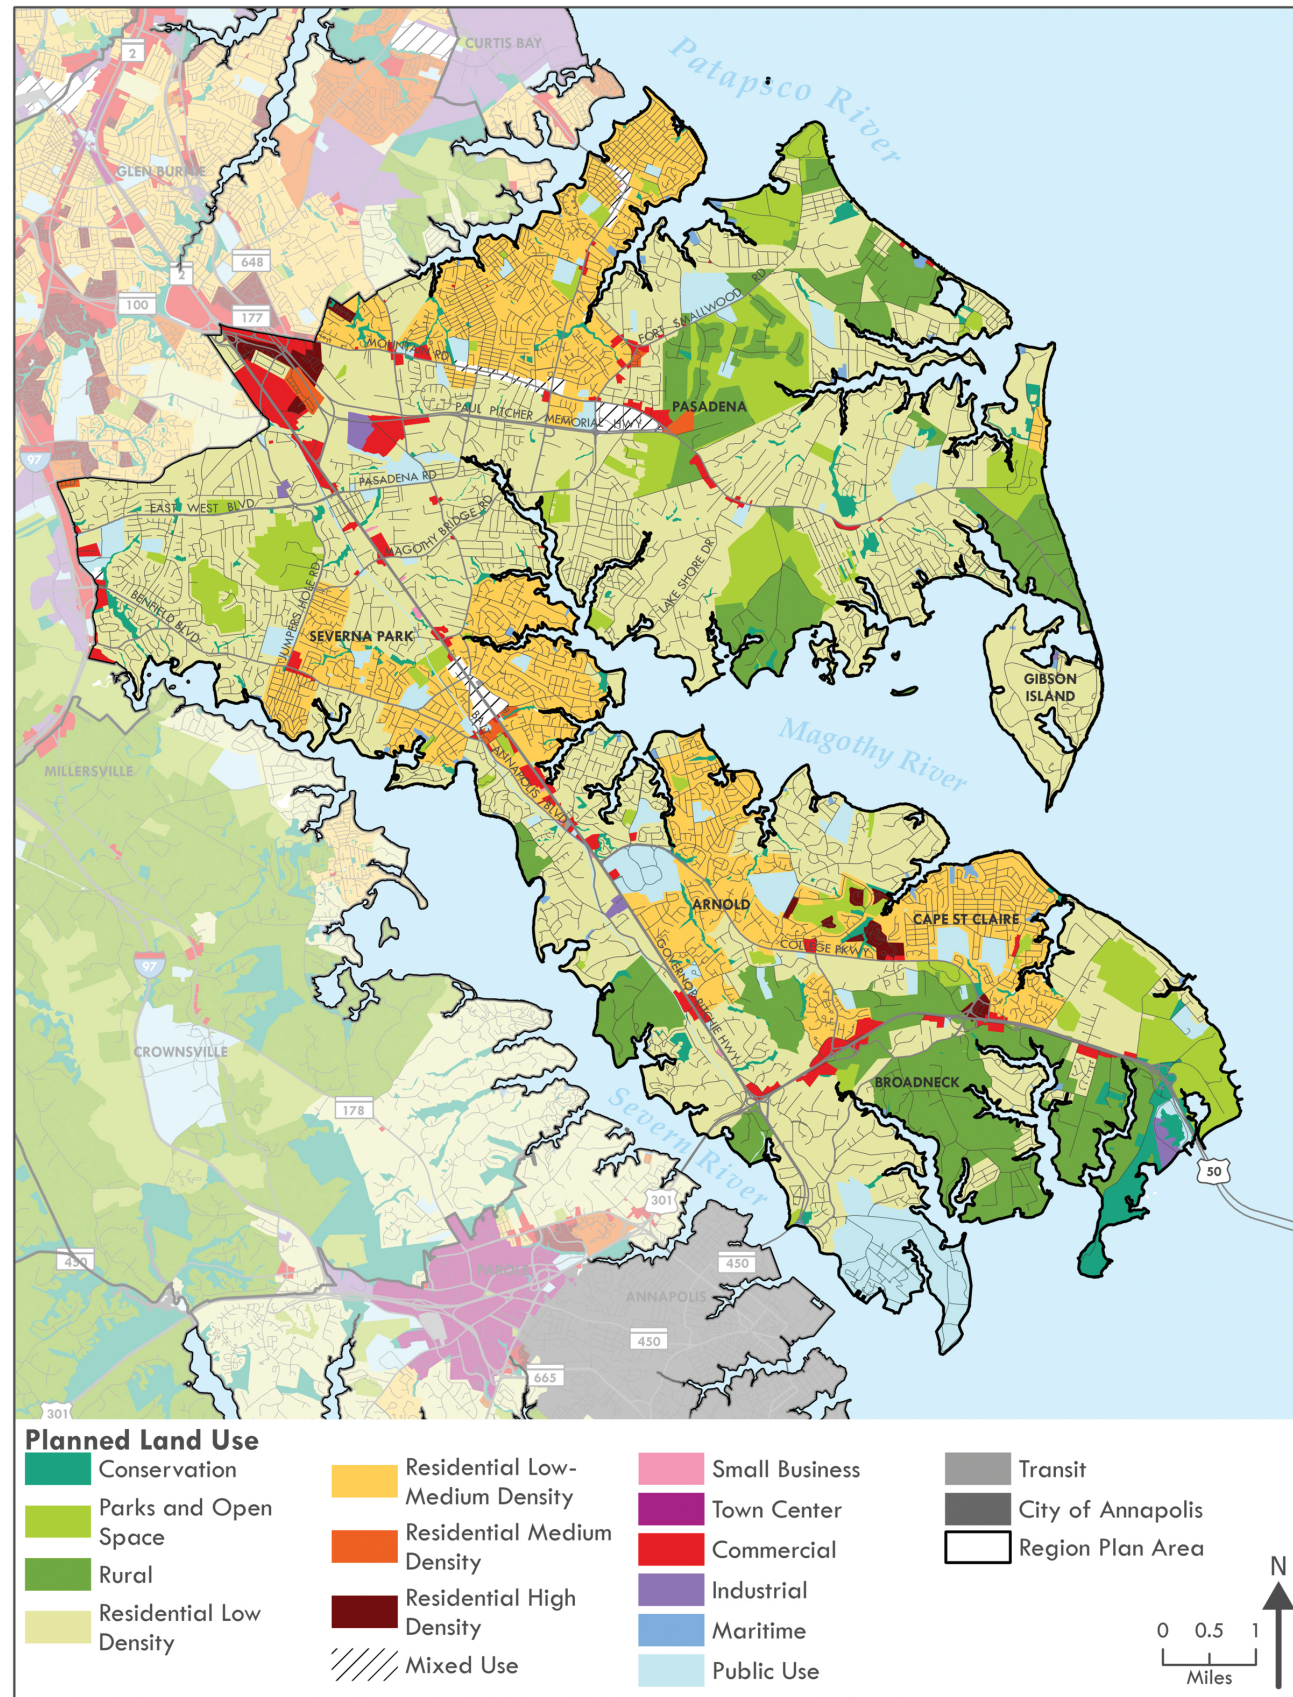 CURTIS BAY
Patapsco River
2
GLEN BURNIE
648
2
100
177
FORT SMALLWOOD RD
MOUNTAIN RD
PASADENA
PAUL PITCHER MEMORIAL HWY
97
PASADENA RD
EAST WEST BLVD
MAGOTHY BRIDGE RD
LAKE SHORE DR
BENFIELD BLVD
JUMPERS HOLE RD
SEVERNA PARK
GIBSON
ISLAND
Magothy River
MILLERSVILLE
ANNAPOLIS BLVD
ARNOLD
CAPE ST CLAIRE
COLLEGE PKWY
GOVERNOR RITCHIE HWY
97
CROWNSVILLE
BROADNECK
178
Severn River
50
301
450
450
PAROLE
ANNAPOLIS
450
665
301
Planned Land Use
Conservation
Parks and Open
Space
Rural
Residential Low
Density
Residential Low-
Medium Density
Residential Medium
Density
Residential High
Density
Mixed Use
Small Business
Town Center
Commercial
Industrial
Maritime
Public Use
Transit
City of Annapolis
Region Plan Area
N
0 0.5 1
Miles